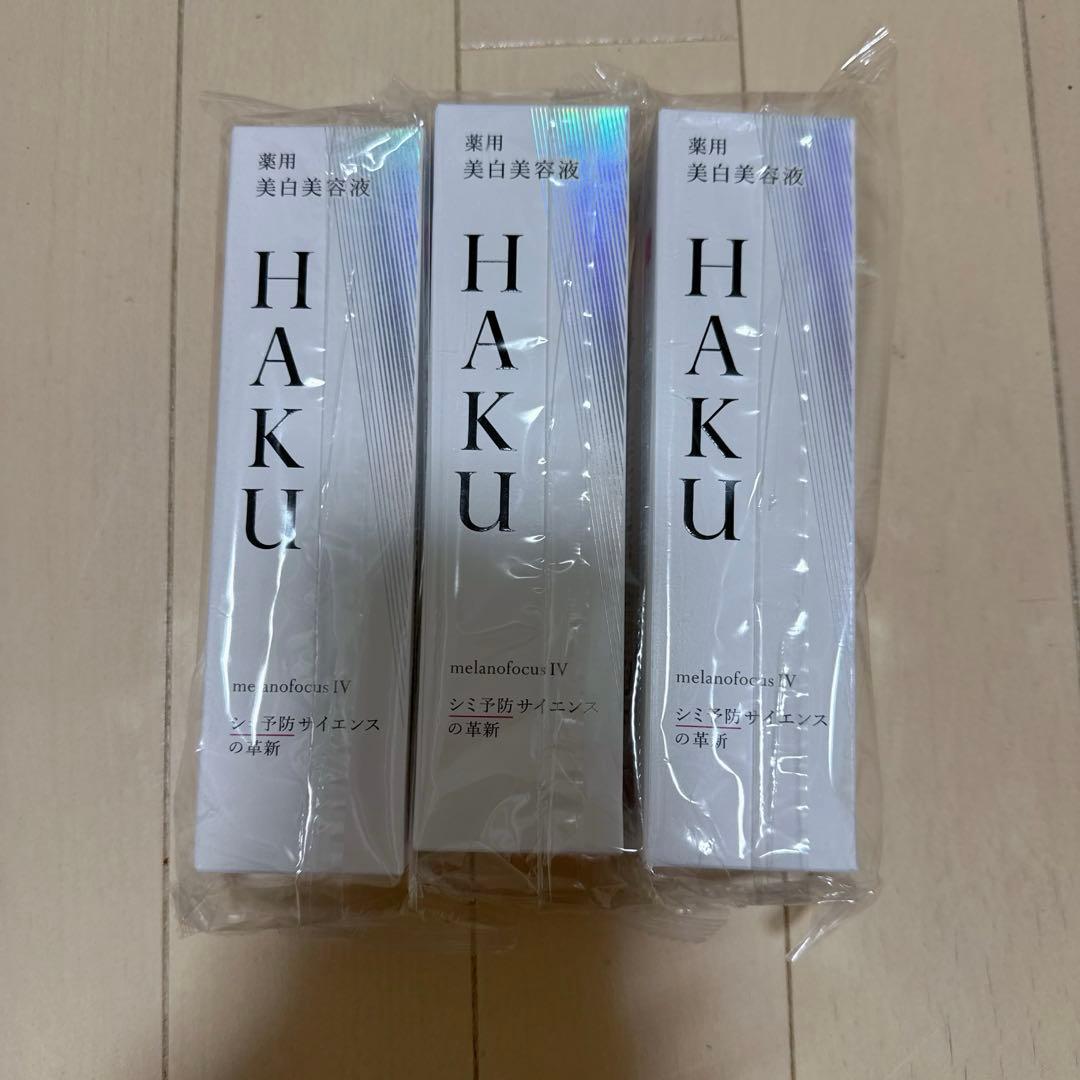 薬用
美白美容液
HAKU
melanofocus IV
シミ予防サイエンス
の革新
薬用
美白美容液
HAKU
melanofocus IV
シミ予防サイエンス
の革新
薬用
美白美容液
HAKU
melanofocus IV
シミ予防サイエンス
の革新